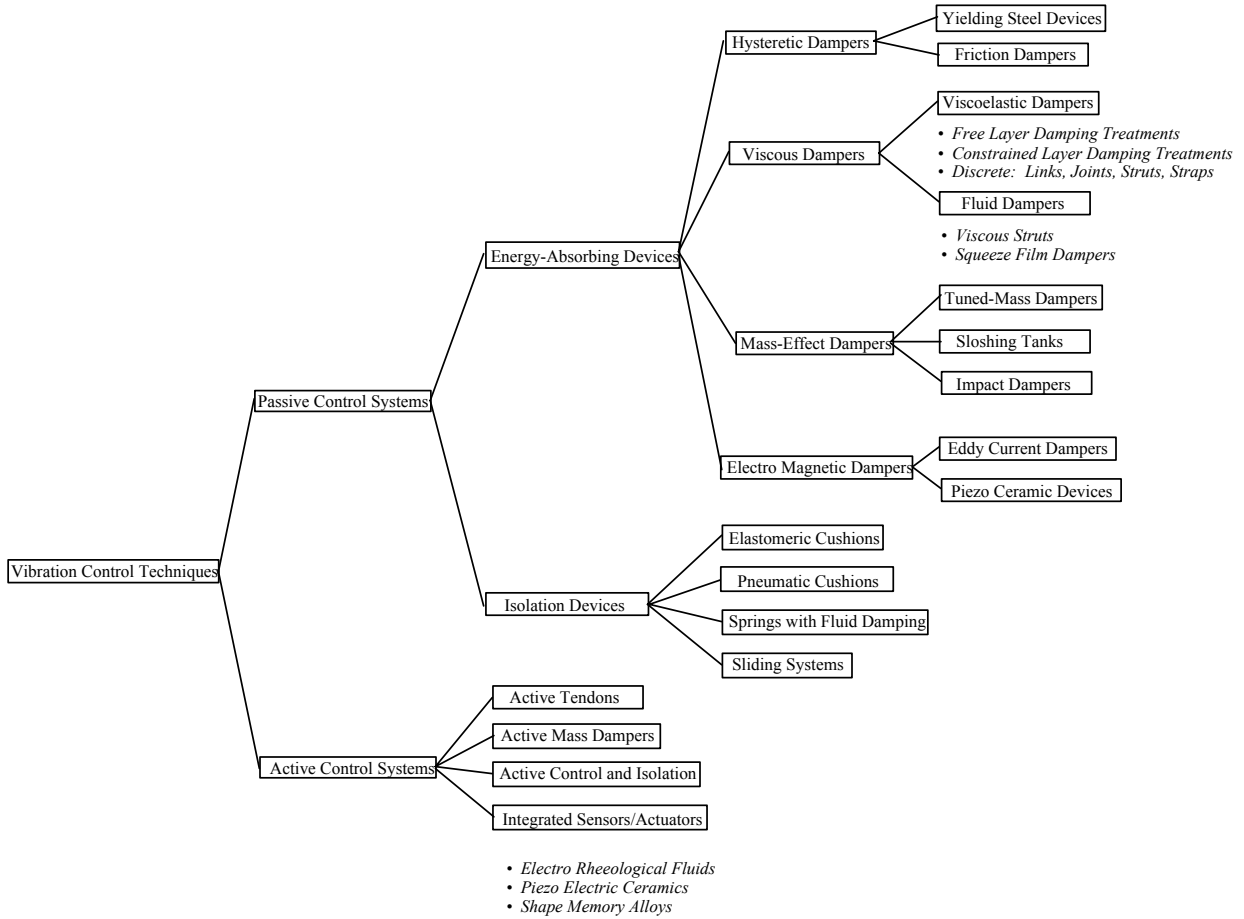 Yielding Steel Devices
Hysteretic Dampers
Friction Dampers
Viscoelastic Dampers
• Free Layer Damping Treatments
• Constrained Layer Damping Treatments
• Discrete: Links, Joints, Struts, Straps
Viscous Dampers
Fluid Dampers
• Viscous Struts
• Squeeze Film Dampers
Energy-Absorbing Devices
Tuned-Mass Dampers
Mass-Effect Dampers
Sloshing Tanks
Impact Dampers
Passive Control Systems
Eddy Current Dampers
Electro Magnetic Dampers
Piezo Ceramic Devices
Elastomeric Cushions
Vibration Control Techniques
Pneumatic Cushions
Isolation Devices
Springs with Fluid Damping
Sliding Systems
Active Tendons
Active Mass Dampers
Active Control Systems
Active Control and Isolation
Integrated Sensors/Actuators
• Electro Rheeological Fluids
• Piezo Electric Ceramics
• Shape Memory Alloys